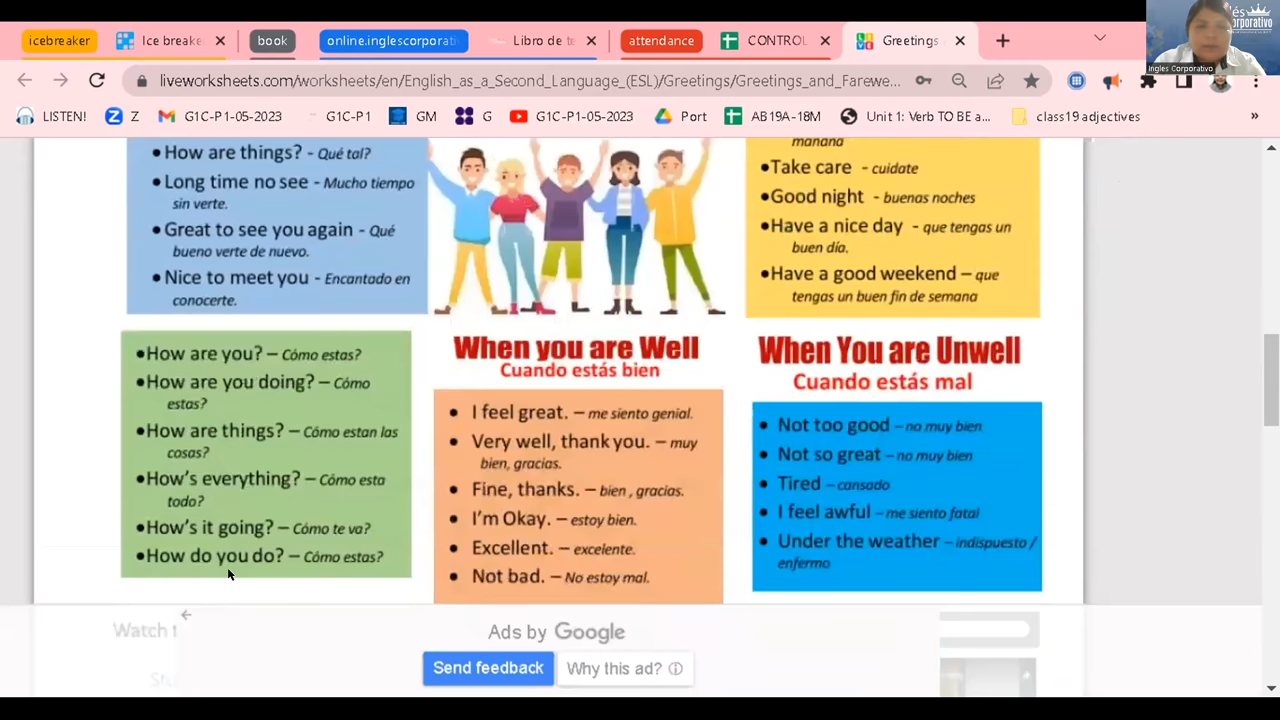 és
Corporativo
icebreaker
Ice breake
book
online.inglescorporati
Libro de te
attendance
CONTROL
Greetings
Ingles Corporativo
liveworksheets.com/worksheets/en/English_ and_Language_(ESL)/Greetings/Greetings_and_Farewe...
LISTEN!
Z
G1C-P1-05-2023
G1C-P1
GM
G
G1C-P1-05-2023
Port
AB19A-18M
Unit 1: Verb TO BE a...
class19 adjectives
»
•How are things? - Qué tal?
•Long time no see - Mucho tiempo
sin verte.
•Great to see you again - Qué
bueno verte de nuevo.
•Nice to meet you - Encantado en
conocerte.
mañana
•Take care - cuidate
•Good night - buenas noches
•Have a nice day - que tengas un
buen día.
•Have a good weekend – que
tengas un buen fin de semana
•How are you? – Cómo estas?
•How are you doing? – Cómo
estas?
•How are things? – Cómo estan las
cosas?
•How's everything? – Cómo esta
todo?
•How's it going? – Cómo te va?
•How do you do? – Cómo estas?
When you are Well
Cuando estás bien
• I feel great. – me siento genial.
• Very well, thank you. – muy
bien, gracias.
• Fine, thanks. – bien , gracias.
• I'm Okay. – estoy bien.
• Excellent. – excelente.
• Not bad. – No estoy mal.
When You are Unwell
Cuando estás mal
• Not too good – no muy bien
• Not so great – no muy bien
• Tired – cansado
• I feel awful – me siento fatal
• Under the weather – indispuesto /
enfermo
Watch t
Ads by Google
Send feedback
Why this ad?